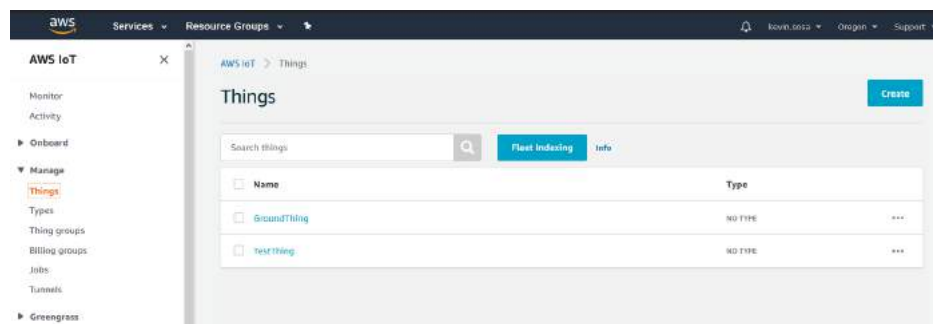 aws Services Resource Groups kevin.sosa Oregon Support
AWS IoT
AWS IoT > Things
Things
Create
Monitor
Activity
Onboard
Search things
Fleet Indexing
Info
Manage
Name Type
Things
Types
GroundThing NO TYPE
Thing groups
Billing groups
TestThing NO TYPE
Jobs
Tunnels
Greengrass